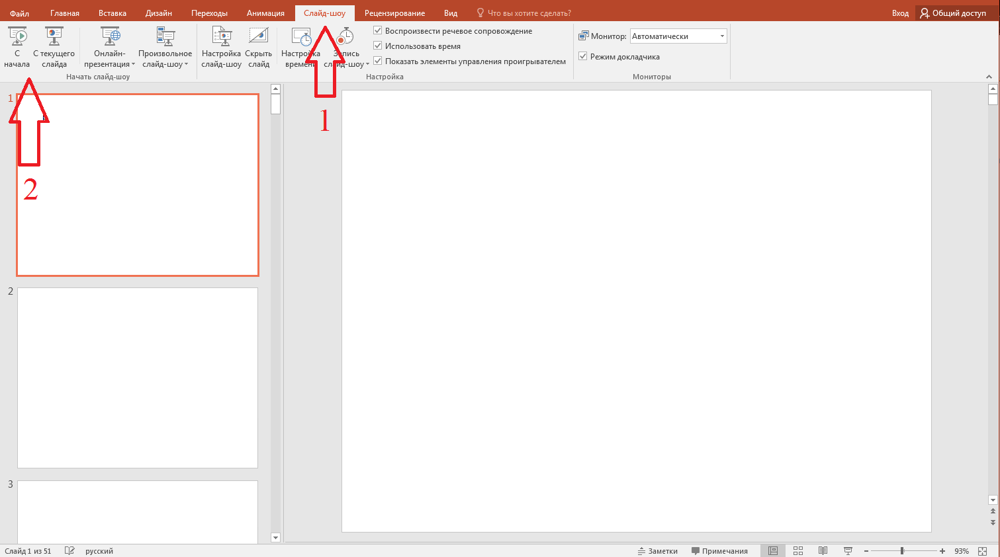 Файл Главная Вставка Дизайн Переходы Анимация Слайд-шоу Рецензирование Вид Что вы хотите сделать? Вход Общий доступ
С начала
С текущего слайда
Онлайн-презентация
Произвольное слайд-шоу
Начать слайд-шоу
Настройка слайд-шоу
Скрыть слайд
Настройка времени
Запись слайд-шоу
Воспроизвести речевое сопровождение
Использовать время
Показать элементы управления проигрывателем
Настройка
Монитор: Автоматически
Режим докладчика
Мониторы
1
2
1
2
3
Слайд 1 из 51 русский Заметки Примечания 93%